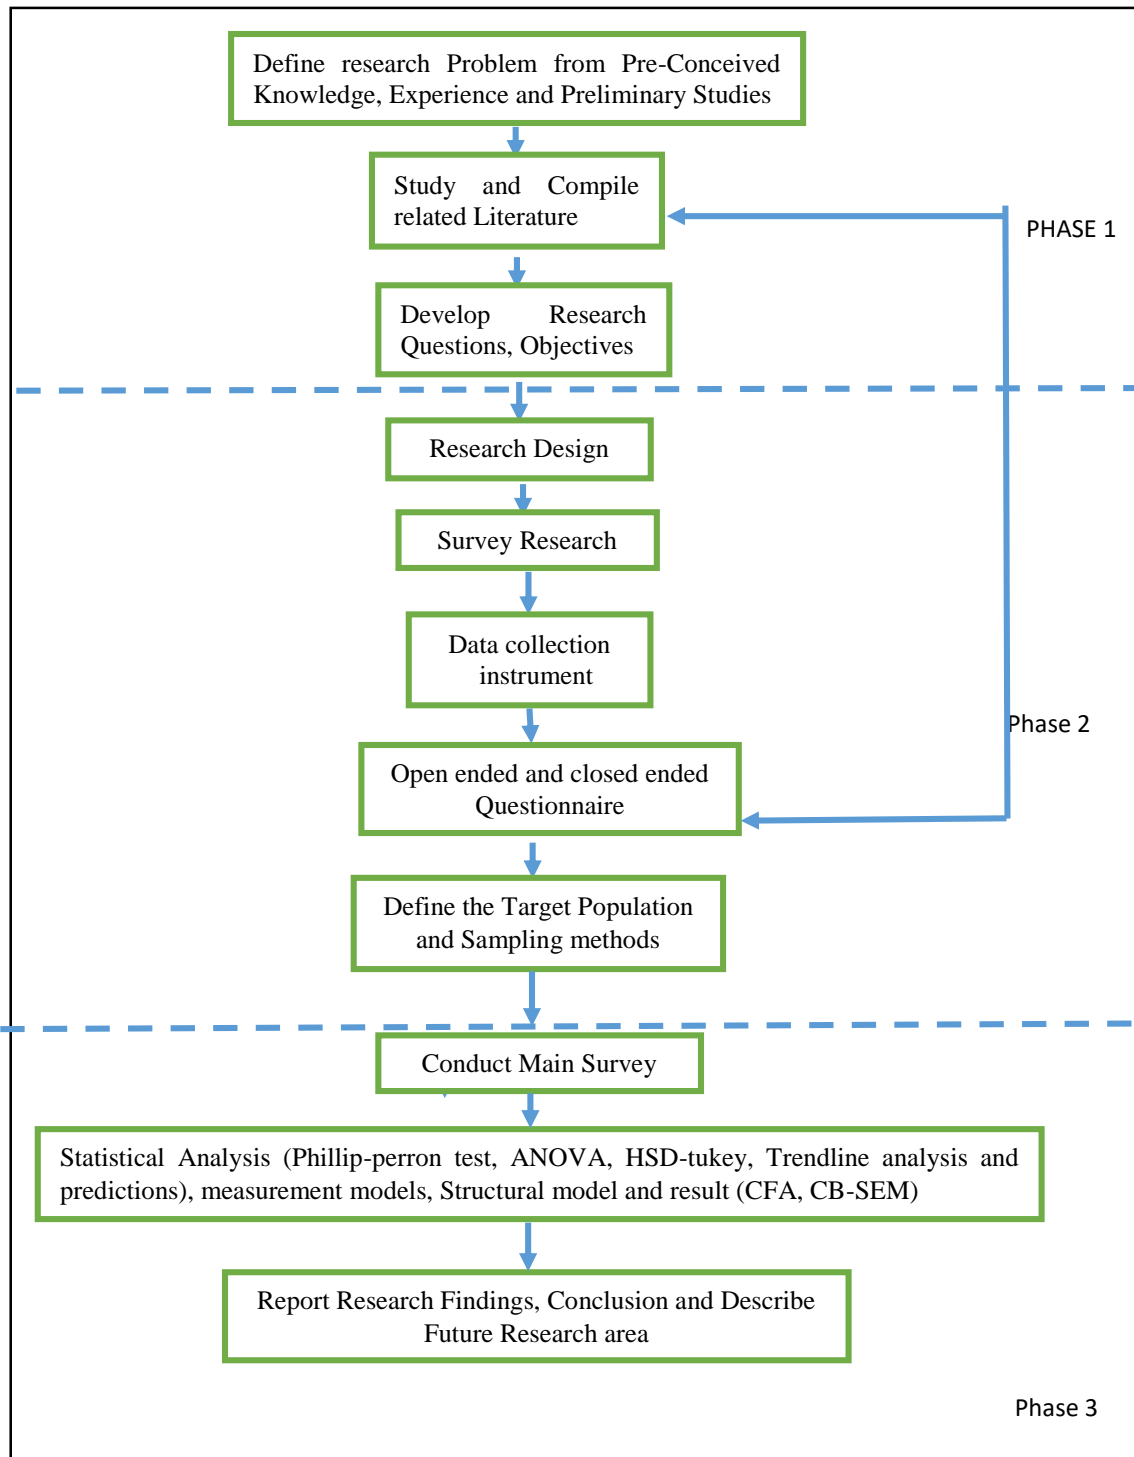 Define research Problem from Pre-Conceived
Knowledge, Experience and Preliminary Studies
Study and Compile
related Literature
PHASE 1
Develop Research
Questions, Objectives
Research Design
Survey Research
Data collection
instrument
Phase 2
Open ended and closed ended
Questionnaire
Define the Target Population
and Sampling methods
Conduct Main Survey
Statistical Analysis (Phillip-perron test, ANOVA, HSD-tukey, Trendline analysis and
predictions), measurement models, Structural model and result (CFA, CB-SEM)
Report Research Findings, Conclusion and Describe
Future Research area
Phase 3